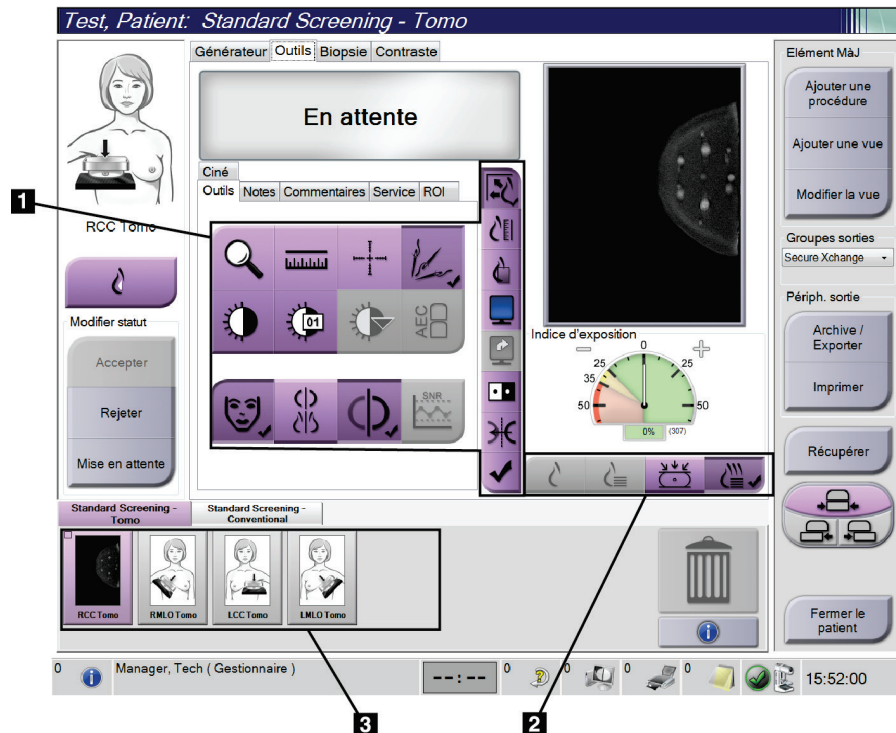 Test, Patient: Standard Screening - Tomo
Générateur Outils Biopsie Contraste
En attente
Ciné
Outils Notes Commentaires Service ROI
1
RCC Tomo
Modifier statut
Accepter
Rejeter
Mise en attente
01
AEC
SNR
Indice d'exposition
0
25 25
35
50 50
0% (307)
Elément MàJ
Ajouter une
procédure
Ajouter une vue
Modifier la vue
Groupes sorties
Secure Xchange
Périph. sortie
Archive /
Exporter
Imprimer
Récupérer
Fermer le
patient
Standard Screening -
Tomo
Standard Screening -
Conventional
RCC Tomo
RMLO Tomo
LCC Tomo
LMLO Tomo
0 Manager, Tech ( Gestionnaire ) --:-- 0 0 0 0 15:52:00
3
2